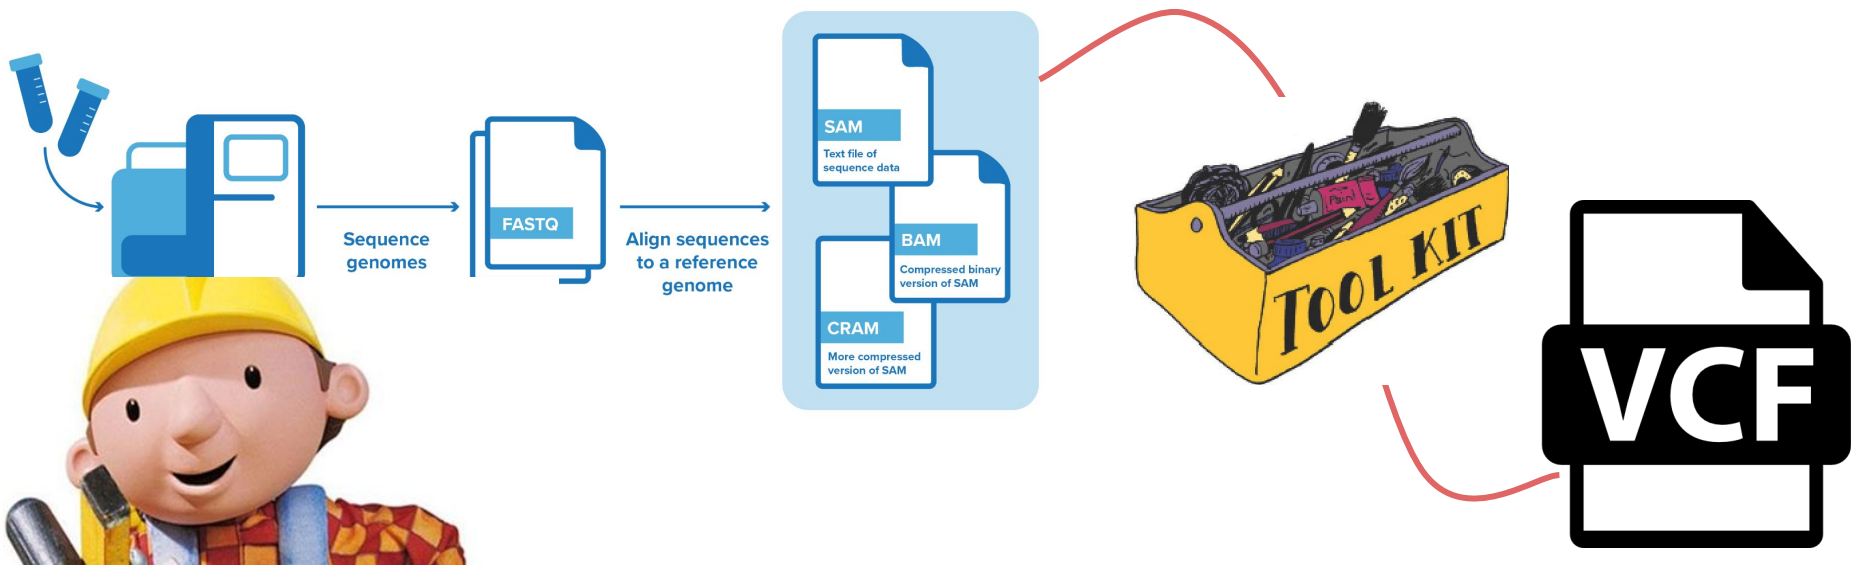 Sequence
genomes
FASTQ
Align sequences
to a reference
genome
SAM
Text file of
sequence data
BAM
Compressed binary
version of SAM
CRAM
More compressed
version of SAM
Paint
TOOL KIT
VCF